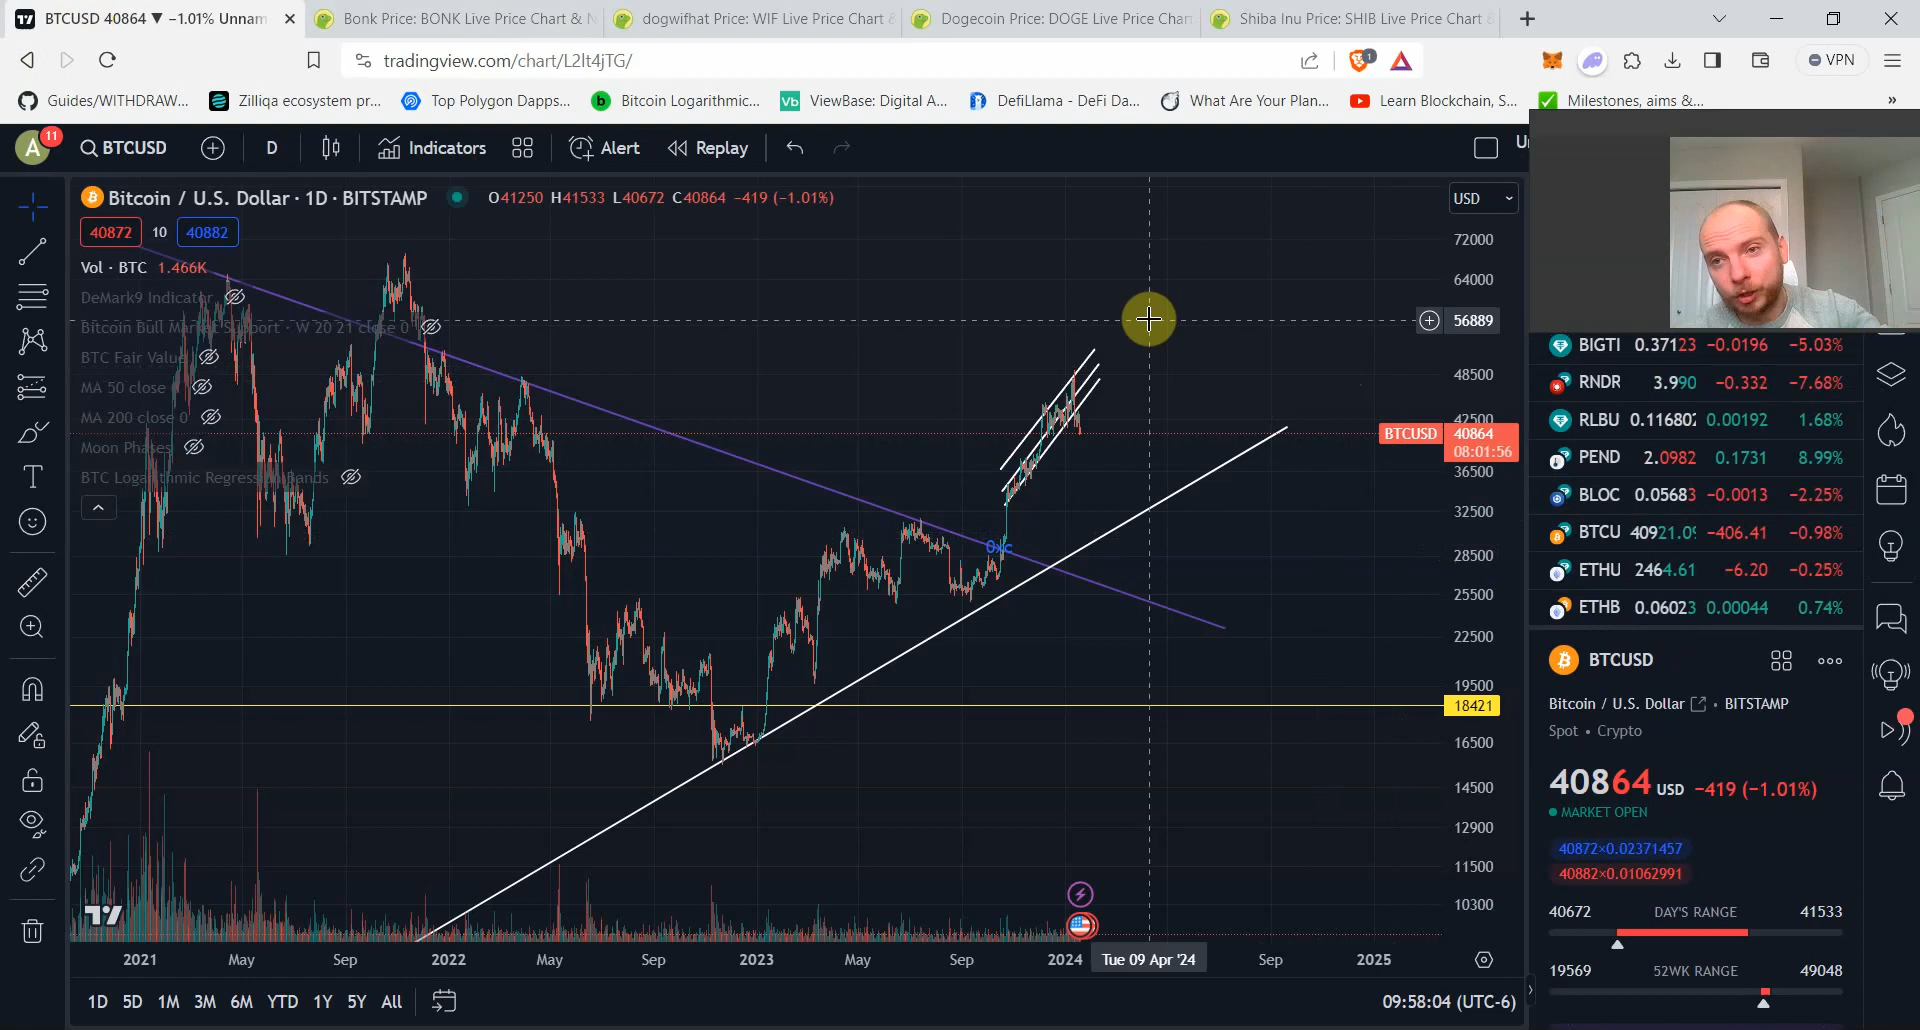 BTCUSD 40864 ▼ −1.01% Unnam
Bonk Price: BONK Live Price Chart & N
dogwifhat Price: WIF Live Price Chart &
Dogecoin Price: DOGE Live Price Chart
Shiba Inu Price: SHIB Live Price Chart &
tradingview.com/chart/L2lt4jTG/
1
VPN
Guides/WITHDRAW...
Zilliqa ecosystem pr...
Top Polygon Dapps...
Bitcoin Logarithmic...
Vb
ViewBase: Digital A...
DefiLlama - DeFi Da...
What Are Your Plan...
Learn Blockchain, S...
Milestones, aims &...
»
A
11
BTCUSD
D
Indicators
Alert
Replay
Bitcoin / U.S. Dollar · 1D · BITSTAMP
O41250 H41533 L40672 C40864 −419 (−1.01%)
USD
40872
10
40882
Vol · BTC 1.466K
DeMark9 Indicator
Bitcoin Bull Market Support · W 20 21 close 0
BTC Fair Value
MA 50 close
MA 200 close 0
Moon Phases
BTC Logarithmic Regression Bands
72000
64000
56889
48500
42500
BTCUSD
40864
08:01:56
36500
32500
28500
25500
22500
19500
18421
16500
14500
12900
11500
10300
2021
May
Sep
2022
May
Sep
2023
May
Sep
2024
Tue 09 Apr '24
Sep
2025
1D
5D
1M
3M
6M
YTD
1Y
5Y
All
09:58:04 (UTC-6)
BIGTI 0.37123 −0.0196 −5.03%
RNDR 3.990 −0.332 −7.68%
RLBU 0.116802 0.00192 1.68%
PEND 2.0982 0.1731 8.99%
BLOC 0.05683 −0.0013 −2.25%
BTCU 40921.09 −406.41 −0.98%
ETHU 2464.61 −6.20 −0.25%
ETHB 0.06023 0.00044 0.74%
BTCUSD
Bitcoin / U.S. Dollar • BITSTAMP
Spot • Crypto
40864 USD −419 (−1.01%)
MARKET OPEN
40872×0.02371457
40882×0.01062991
40672 DAY'S RANGE 41533
19569 52WK RANGE 49048